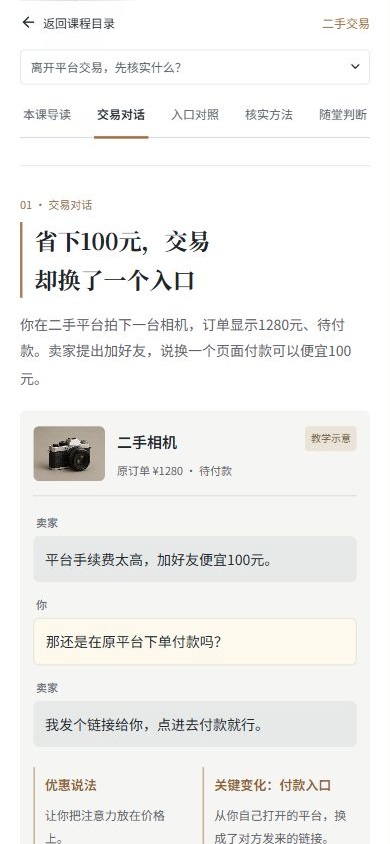 返回课程目录
二手交易
离开平台交易，先核实什么？
本课导读 交易对话 入口对照 核实方法 随堂判断
01 · 交易对话
省下100元，交易
却换了一个入口
你在二手平台拍下一台相机，订单显示1280元、待付
款。卖家提出加好友，说换一个页面付款可以便宜100
元。
二手相机
教学示意
原订单 ¥1280 · 待付款
卖家
平台手续费太高，加好友便宜100元。
你
那还是在原平台下单付款吗？
卖家
我发个链接给你，点进去付款就行。
优惠说法
让你把注意力放在价格
上。
关键变化：付款入口
从你自己打开的平台，换
成了对方发来的链接。